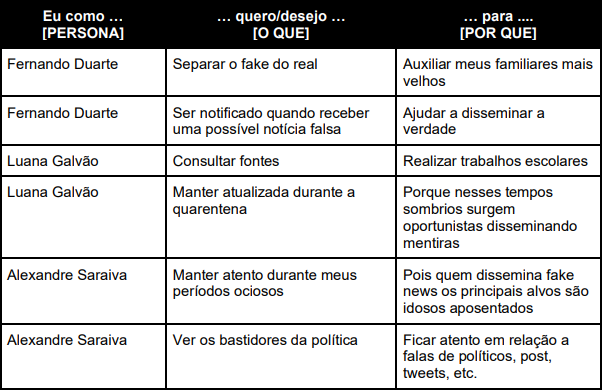 Eu como …
[PERSONA]
… quero/desejo …
[O QUE]
… para ....
[POR QUE]
Fernando Duarte
Separar o fake do real
Auxiliar meus familiares mais
velhos
Fernando Duarte
Ser notificado quando receber
uma possível notícia falsa
Ajudar a disseminar a
verdade
Luana Galvão
Consultar fontes
Realizar trabalhos escolares
Luana Galvão
Manter atualizada durante a
quarentena
Porque nesses tempos
sombrios surgem
oportunistas disseminando
mentiras
Alexandre Saraiva
Manter atento durante meus
períodos ociosos
Pois quem dissemina fake
news os principais alvos são
idosos aposentados
Alexandre Saraiva
Ver os bastidores da política
Ficar atento em relação a
falas de políticos, post,
tweets, etc.